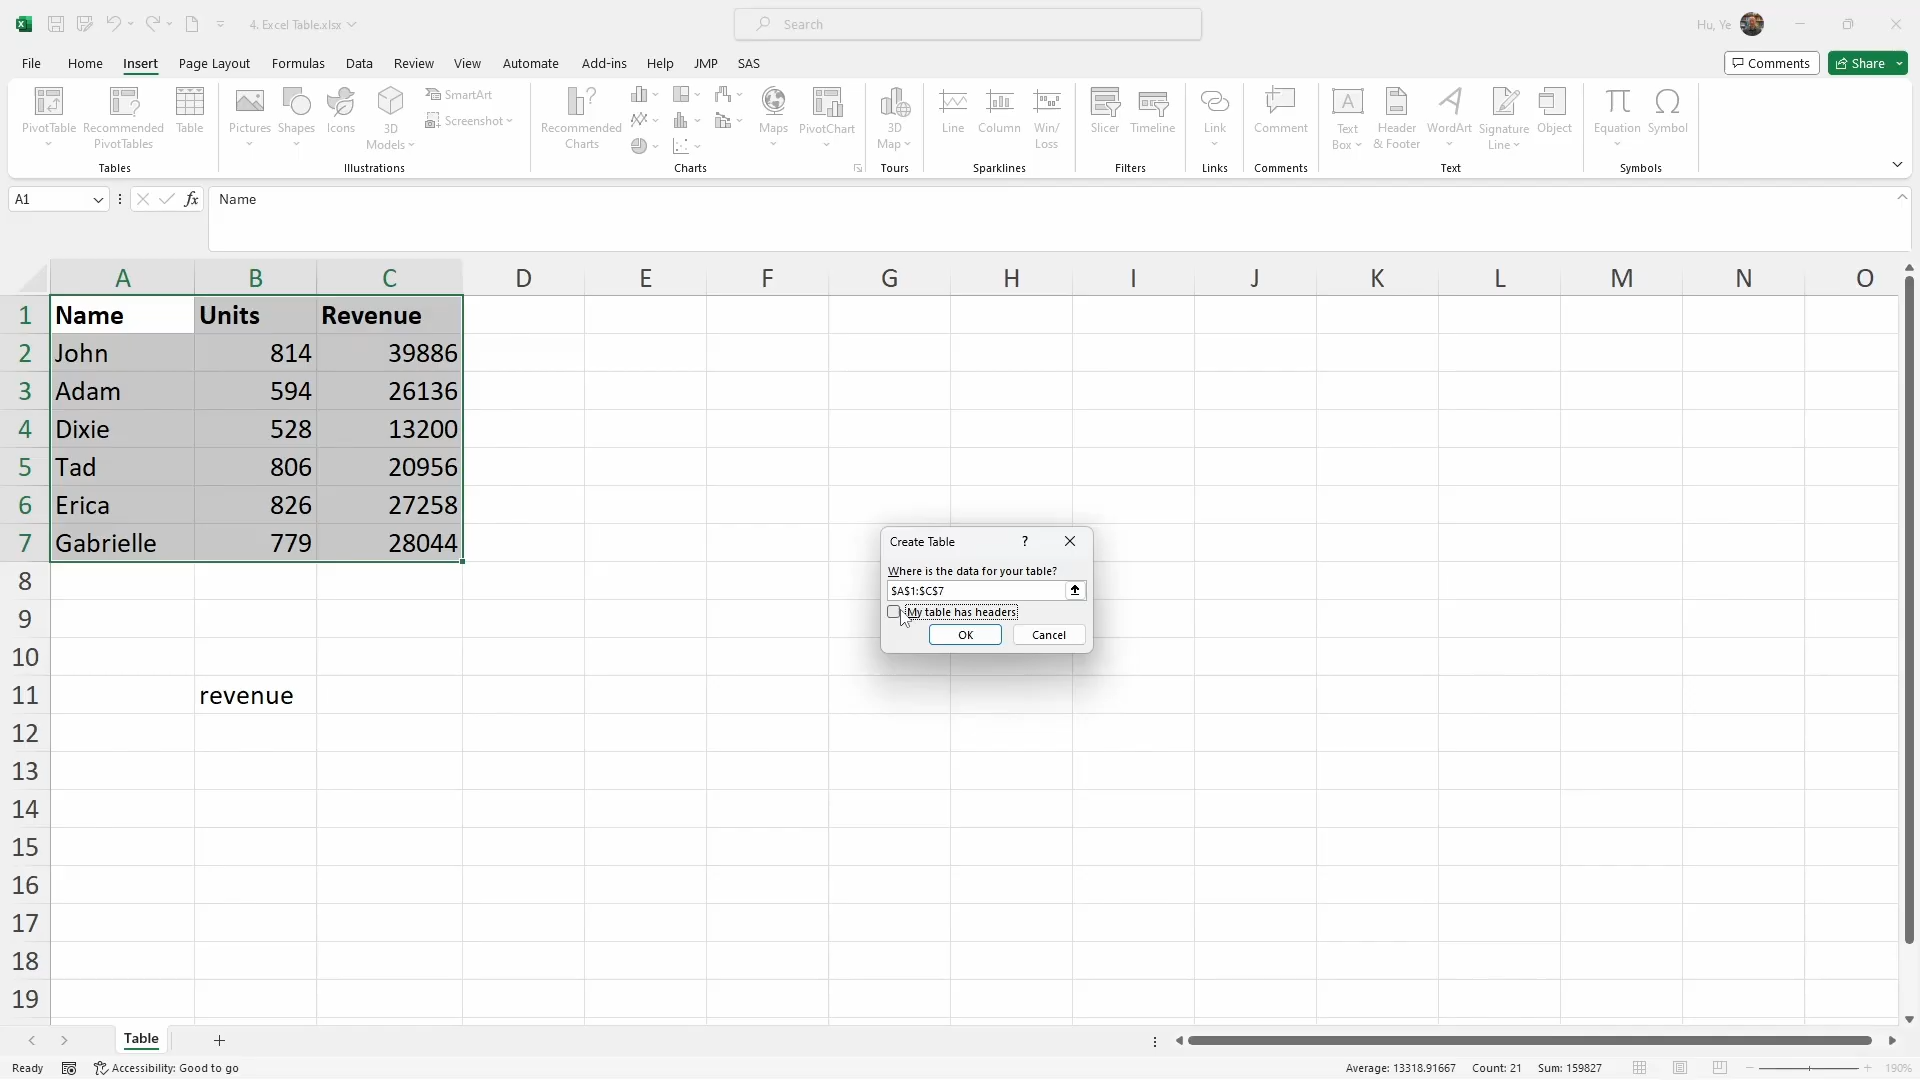 4. Excel Table.xlsx
Search
Hu, Ye
File Home Insert Page Layout Formulas Data Review View Automate Add-ins Help JMP SAS
Comments Share
PivotTable
Recommended
PivotTables
Table
Tables
Pictures
Shapes
Icons
3D
Models
SmartArt
Screenshot
Illustrations
Recommended
Charts
Maps
PivotChart
Charts
3D
Map
Tours
Line
Column
Win/
Loss
Sparklines
Slicer
Timeline
Filters
Link
Links
Comment
Comments
Text
Box
Header
& Footer
WordArt
Signature
Line
Object
Text
Equation
Symbol
Symbols
A1 fx Name
A B C D E F G H I J K L M N O
1 Name Units Revenue
2 John 814 39886
3 Adam 594 26136
4 Dixie 528 13200
5 Tad 806 20956
6 Erica 826 27258
7 Gabrielle 779 28044
8
9
10
11 revenue
12
13
14
15
16
17
18
19
Create Table ?
Where is the data for your table?
$A$1:$C$7
My table has headers
OK Cancel
Table
Ready Accessibility: Good to go Average: 13318.91667 Count: 21 Sum: 159827 190%